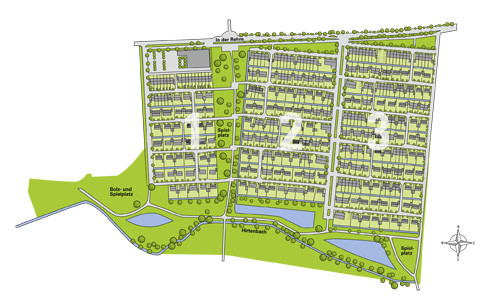 In der Rehre
1
2
3
Spiel-
platz
Bolz- und
Spielplatz
Hirtenbach
Spiel-
platz